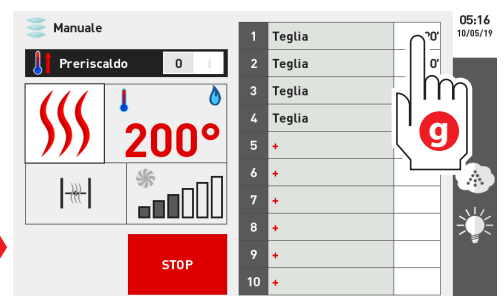 Manuale
05:16
10/05/19
Preriscaldo 0 I
200°
STOP
1 Teglia
2 Teglia 0'
3 Teglia
4 Teglia
5 +
6 +
7 +
8 +
9 +
10 +
g